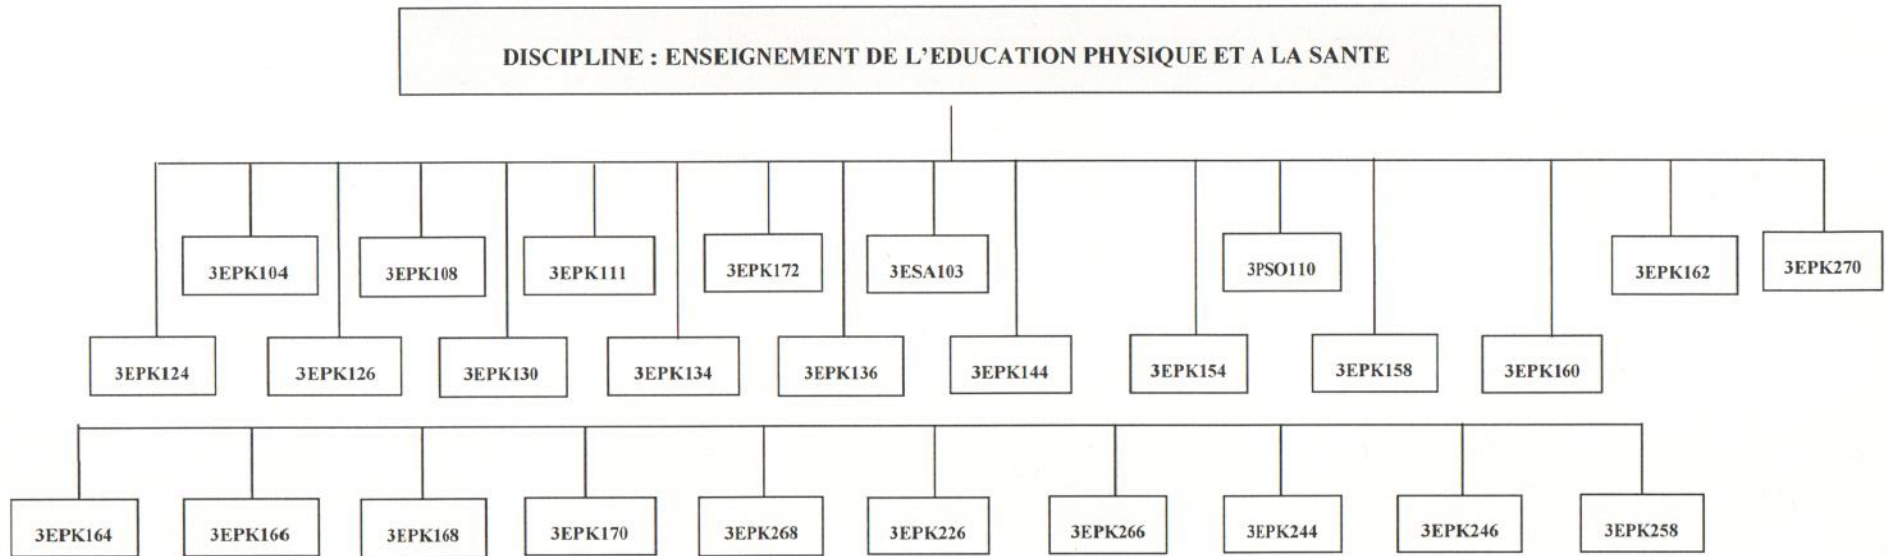 DISCIPLINE : ENSEIGNEMENT DE L'EDUCATION PHYSIQUE ET A LA SANTE
3EPK104 3EPK108 3EPK111 3EPK172 3ESA103 3PSO110 3EPK162 3EPK270
3EPK124 3EPK126 3EPK130 3EPK134 3EPK136 3EPK144 3EPK154 3EPK158 3EPK160
3EPK164 3EPK166 3EPK168 3EPK170 3EPK268 3EPK226 3EPK266 3EPK244 3EPK246 3EPK258